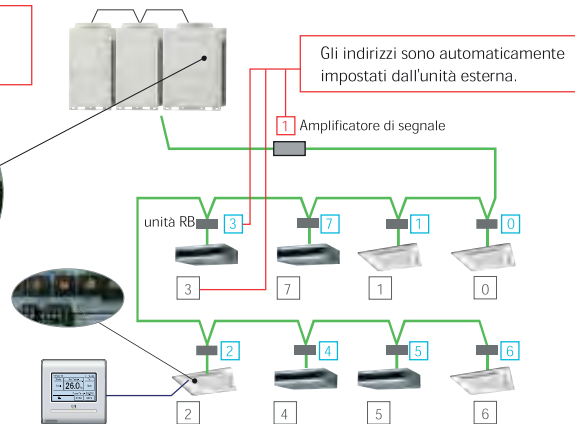 Gli indirizzi sono automaticamente
impostati dall'unità esterna.
1 Amplificatore di segnale
unità RB 3 7 1 0
3 7 1 0
2 4 5 6
26.0
2 4 5 6